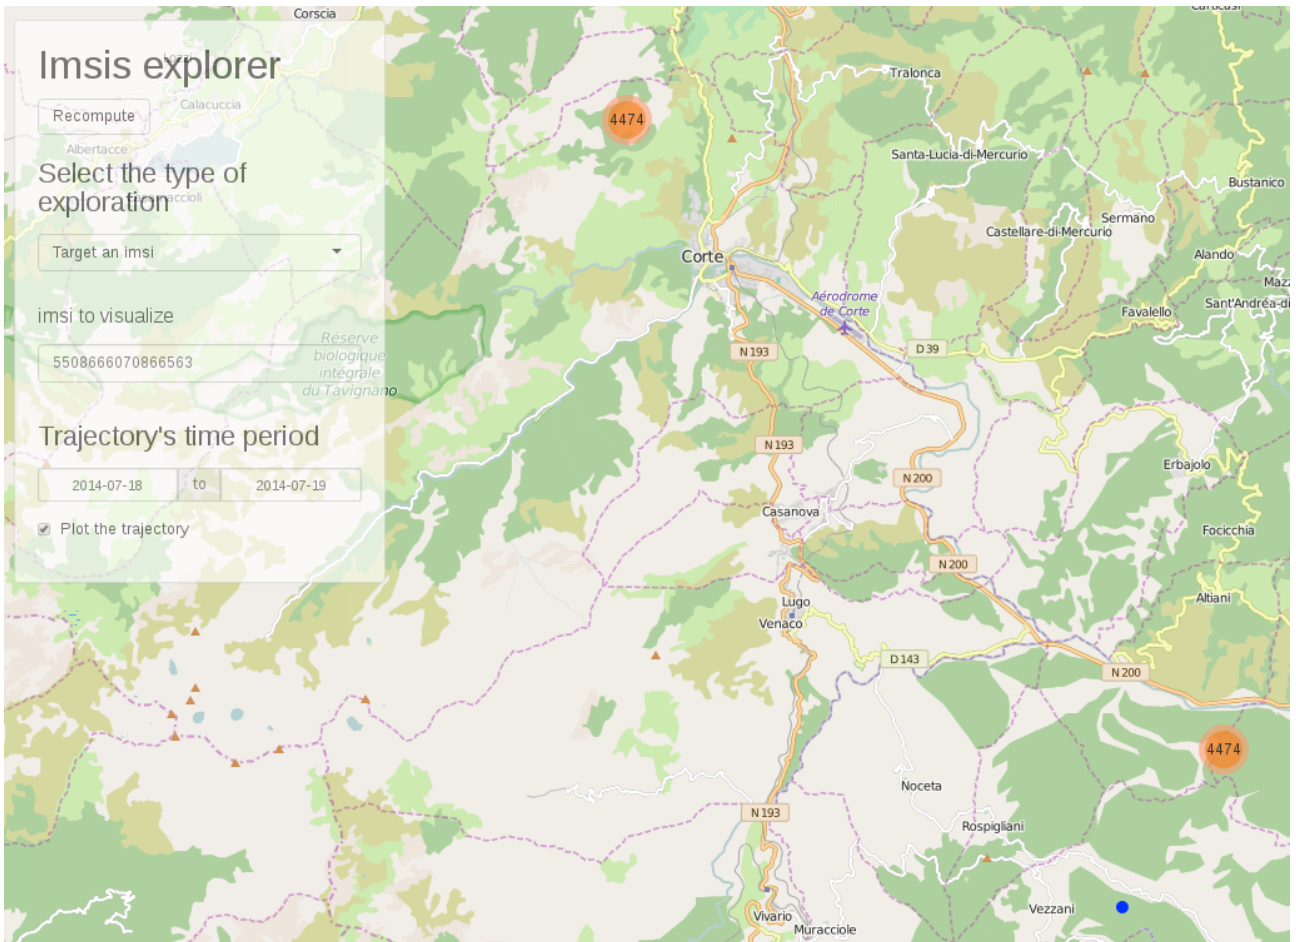 Corscia
Cartocasi
Imsis explorer
Lozzi
Recompute
Calacuccia
4474
Tralonca
Albertacce
Santa-Lucia-di-Mercurio
Select the type of
exploration
Bustanico
Sermano
Castellare-di-Mercurio
Target an imsi
Corte
Alando
Mazz
Aérodrome
de Corte
Sant'Andréa-di
imsi to visualize
Favalello
Réserve
biologique
intégrale
du Tavignano
N 193
D 39
5508666070866563
Trajectory's time period
N 193
Erbajolo
N 200
2014-07-18 to 2014-07-19
Casanova
Plot the trajectory
Focicchia
N 200
Lugo
Altiani
Venaco
D 143
N 200
4474
Noceta
N 193
Rospigliani
Vezzani
Vivario
Muracciole